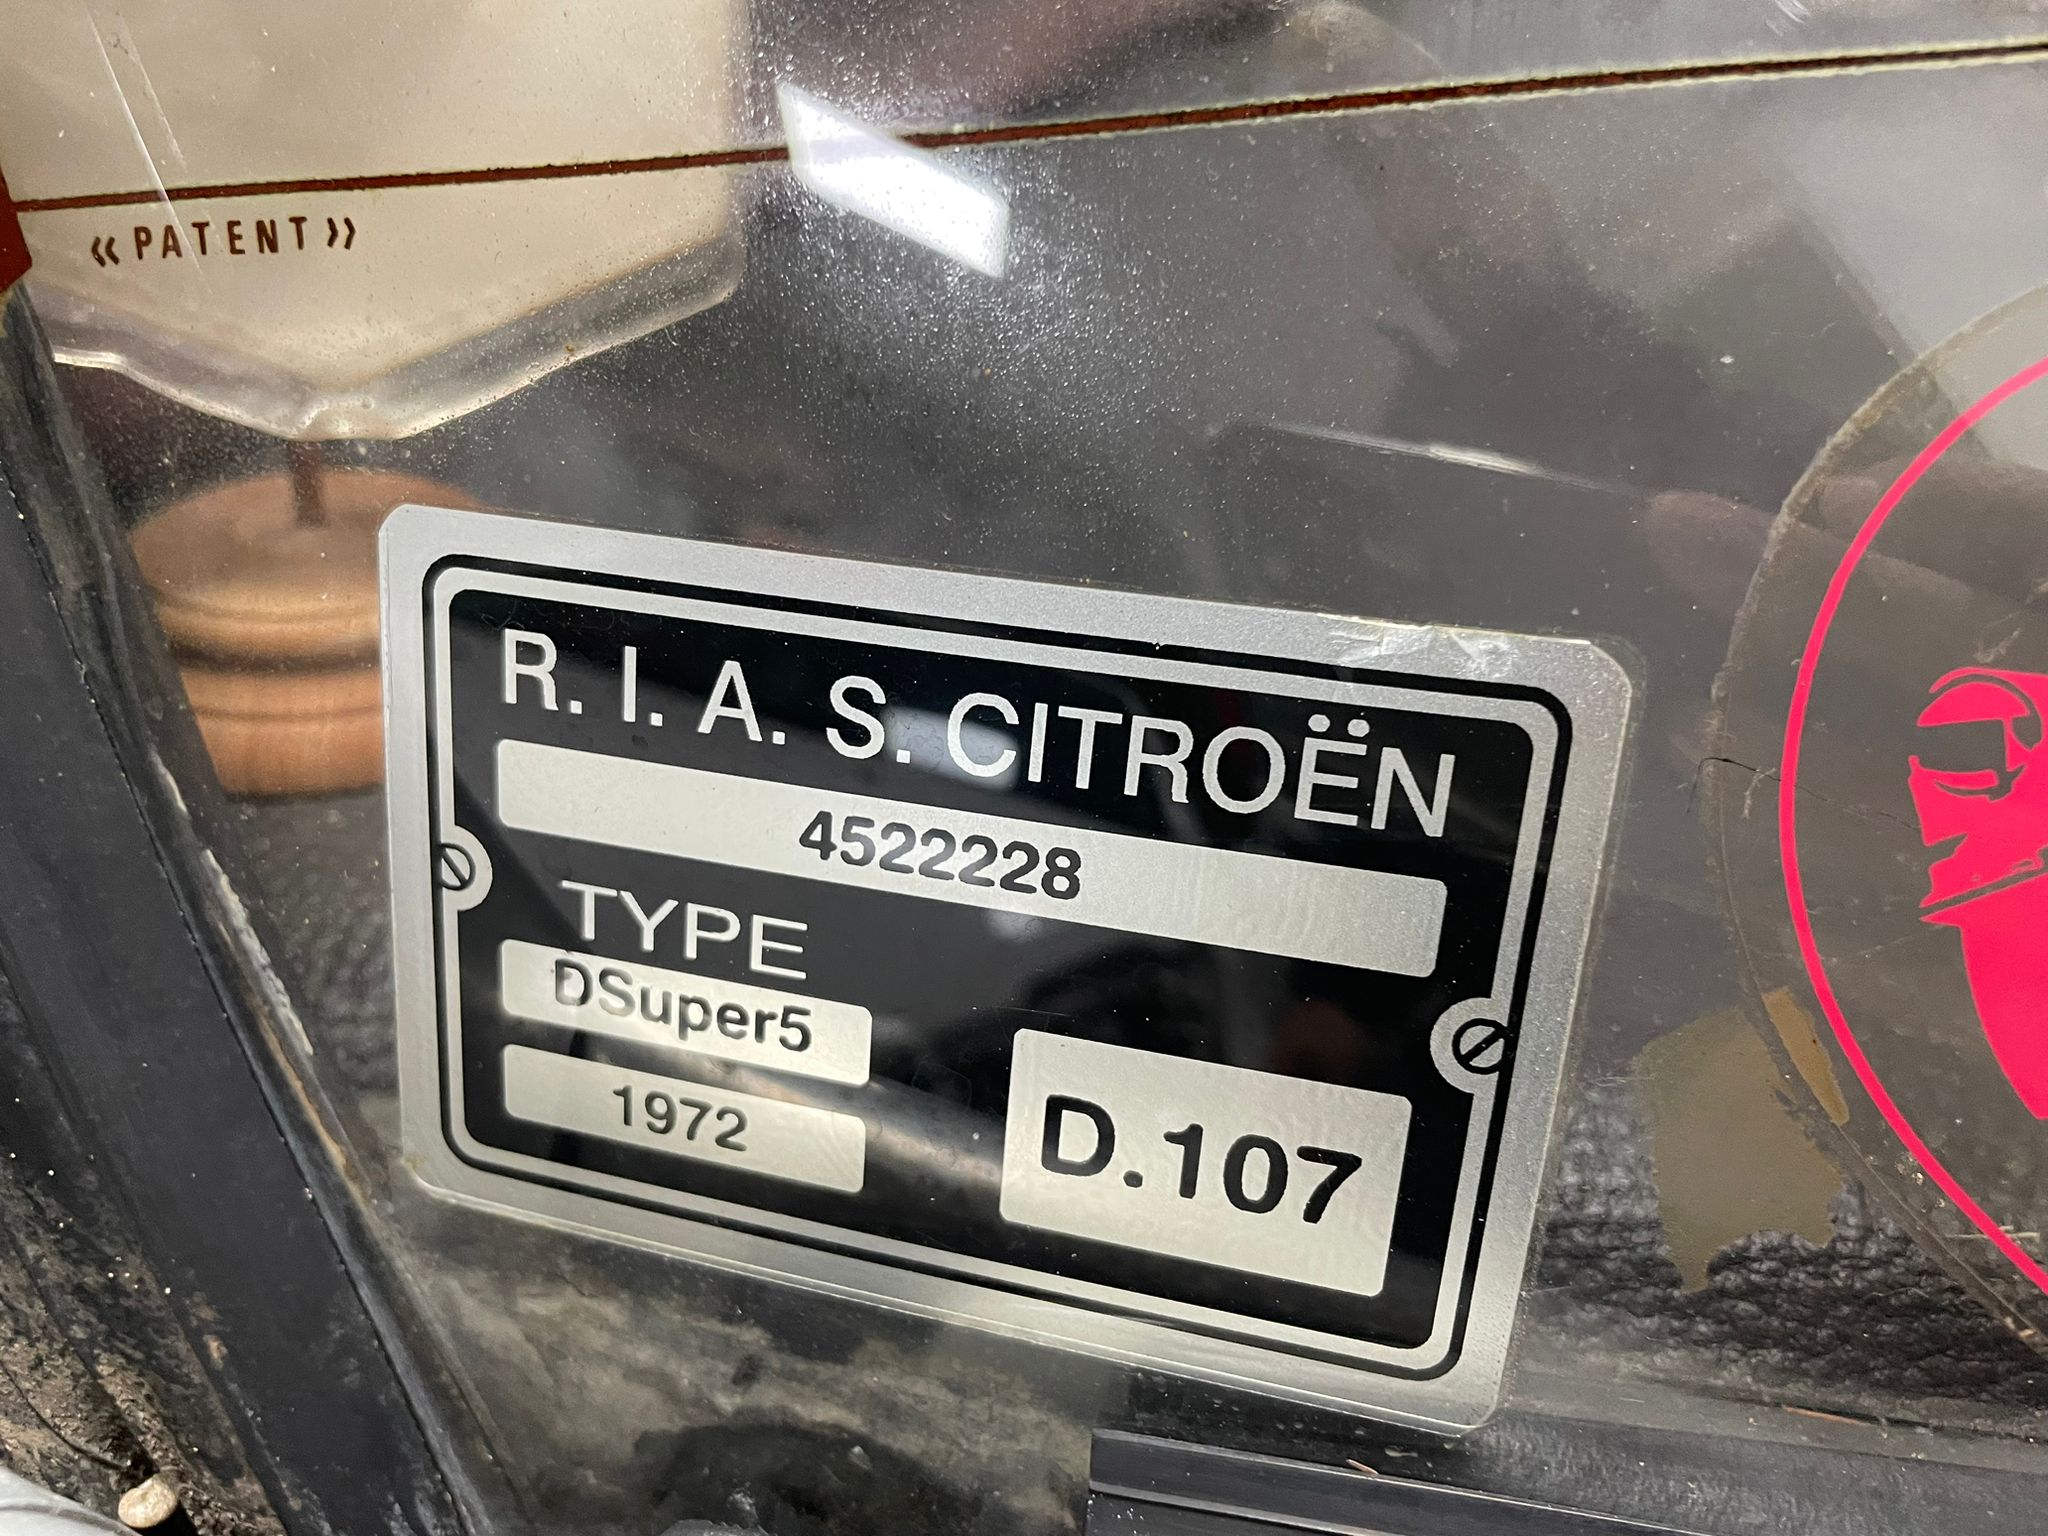 «PATENT»
R. I. A. S. CITROËN
4522228
TYPE
DSuper5
1972
D.107